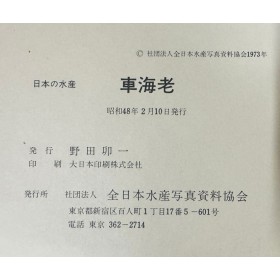 © 社団法人全日本水産写真資料協会1973年
日本の水産 車海老
昭和48年2月10日発行
発行 野田卯一
印刷 大日本印刷株式会社
発行所 社団法人 全日本水産写真資料協会
東京都新宿区百人町1丁目17番5-601号
電話 東京 362-2714